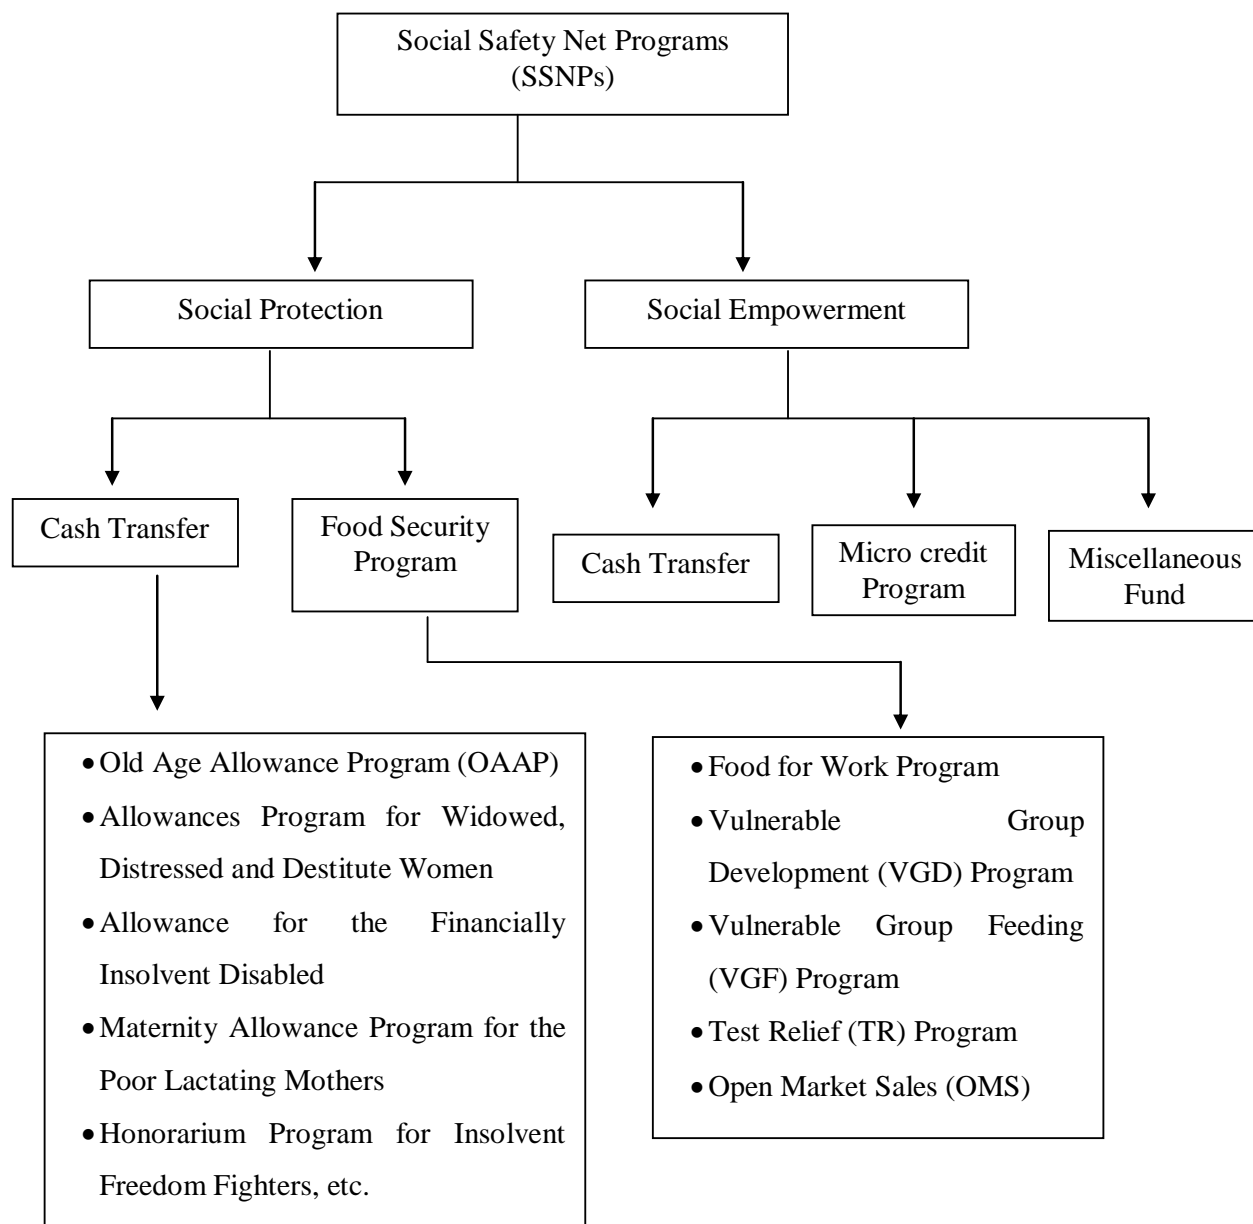 Social Safety Net Programs
(SSNPs)
Social Protection
Social Empowerment
Cash Transfer
Food Security
Program
Cash Transfer
Micro credit
Program
Miscellaneous
Fund
•Old Age Allowance Program (OAAP)
•Allowances Program for Widowed,
Distressed and Destitute Women
•Allowance for the Financially
Insolvent Disabled
•Maternity Allowance Program for the
Poor Lactating Mothers
•Honorarium Program for Insolvent
Freedom Fighters, etc.
•Food for Work Program
•Vulnerable Group
Development (VGD) Program
•Vulnerable Group Feeding
(VGF) Program
•Test Relief (TR) Program
•Open Market Sales (OMS)